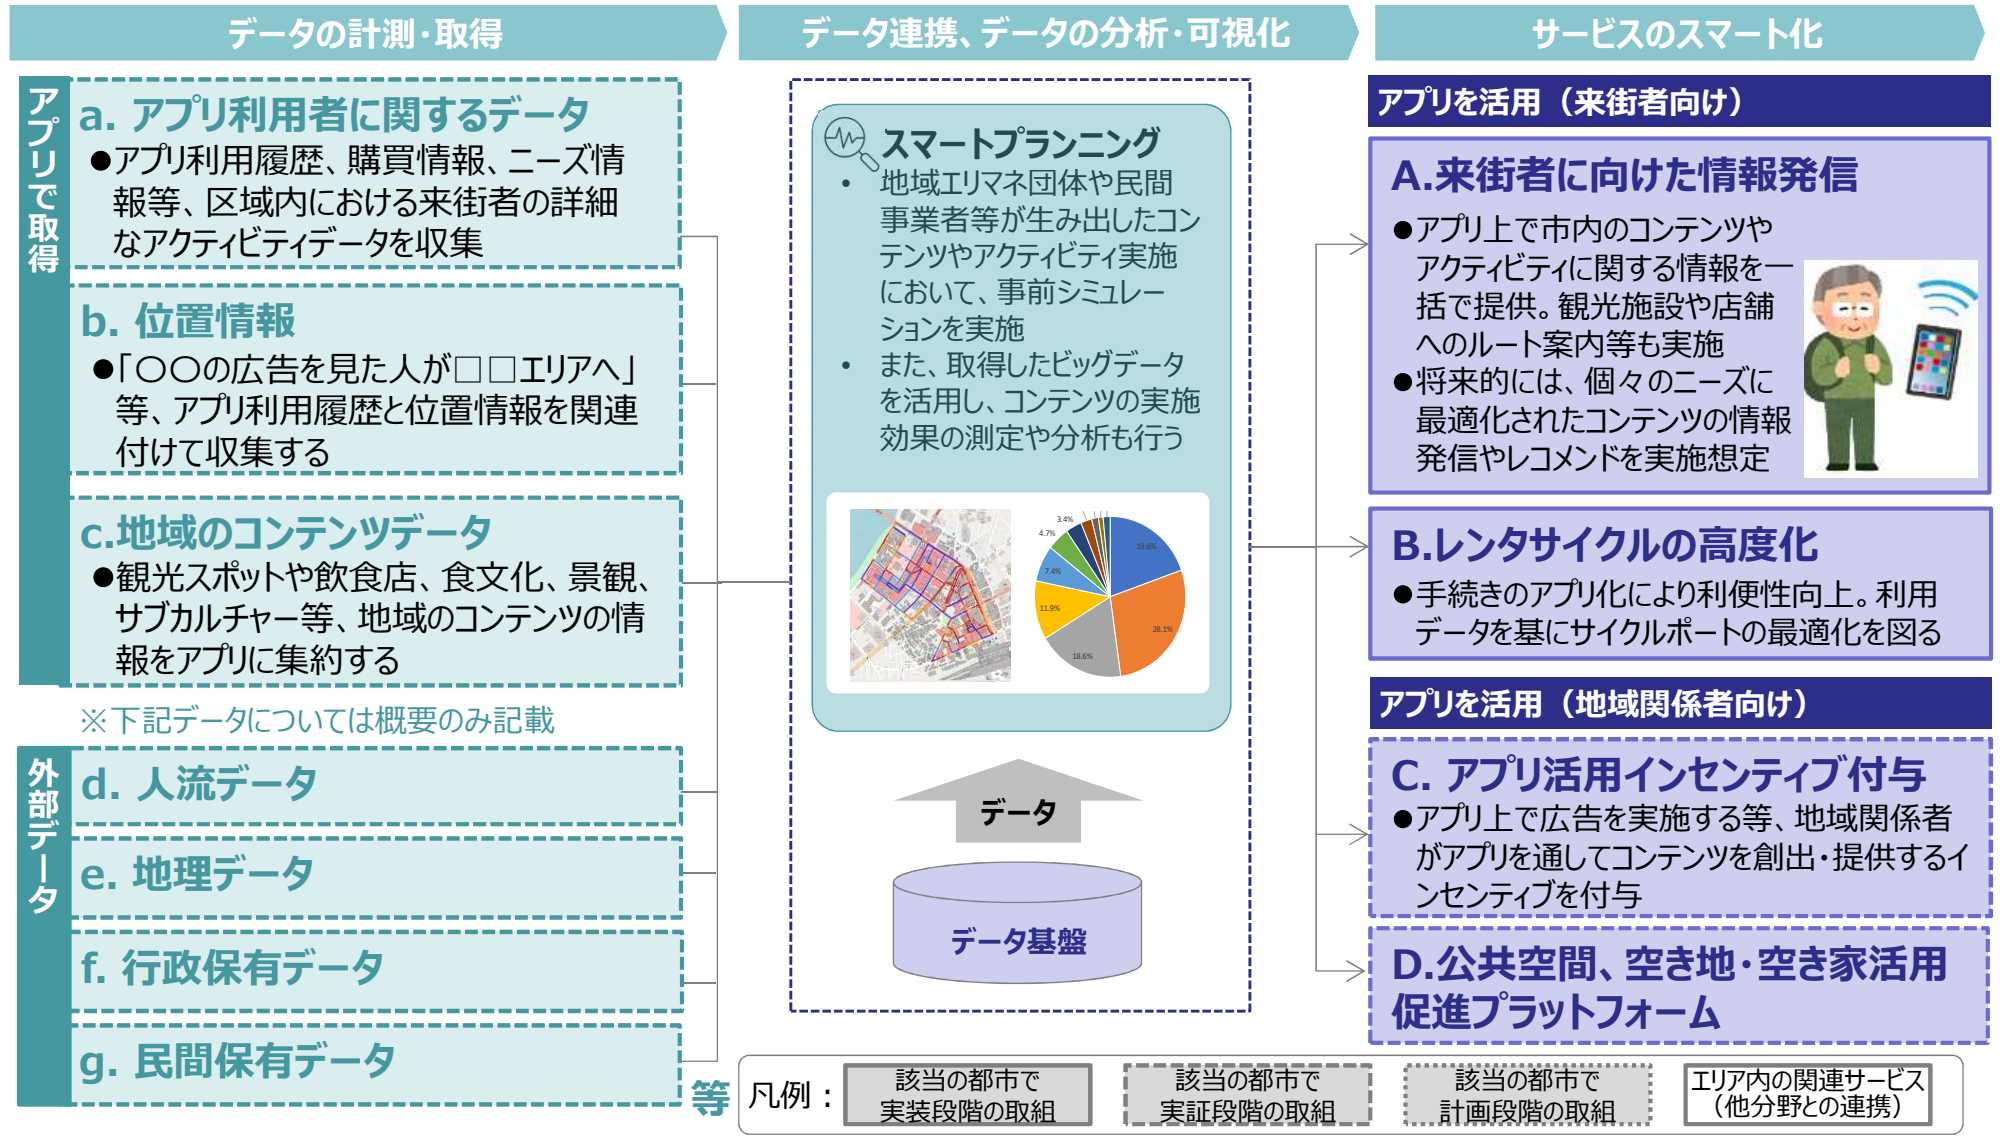 データの計測・取得
データ連携、データの分析・可視化
サービスのスマート化
アプリで取得
a. アプリ利用者に関するデータ
●アプリ利用履歴、購買情報、ニーズ情
報等、区域内における来街者の詳細
なアクティビティデータを収集
b. 位置情報
●「〇〇の広告を見た人が□□エリアへ」
等、アプリ利用履歴と位置情報を関連
付けて収集する
c.地域のコンテンツデータ
●観光スポットや飲食店、食文化、景観、
サブカルチャー等、地域のコンテンツの情
報をアプリに集約する
※下記データについては概要のみ記載
外部データ
d. 人流データ
e. 地理データ
f. 行政保有データ
g. 民間保有データ
等
スマートプランニング
• 地域エリマネ団体や民間
事業者等が生み出したコン
テンツやアクティビティ実施
において、事前シミュレー
ションを実施
• また、取得したビッグデータ
を活用し、コンテンツの実施
効果の測定や分析も行う
3.4%
4.7%
7.4%
11.9%
18.6%
28.1%
19.6%
データ
データ基盤
アプリを活用（来街者向け）
A.来街者に向けた情報発信
●アプリ上で市内のコンテンツや
アクティビティに関する情報を一
括で提供。観光施設や店舗
へのルート案内等も実施
●将来的には、個々のニーズに
最適化されたコンテンツの情報
発信やレコメンドを実施想定
B.レンタサイクルの高度化
●手続きのアプリ化により利便性向上。利用
データを基にサイクルポートの最適化を図る
アプリを活用（地域関係者向け）
C. アプリ活用インセンティブ付与
●アプリ上で広告を実施する等、地域関係者
がアプリを通してコンテンツを創出・提供するイ
ンセンティブを付与
D.公共空間、空き地・空き家活用
促進プラットフォーム
凡例：
該当の都市で
実装段階の取組
該当の都市で
実証段階の取組
該当の都市で
計画段階の取組
エリア内の関連サービス
（他分野との連携）